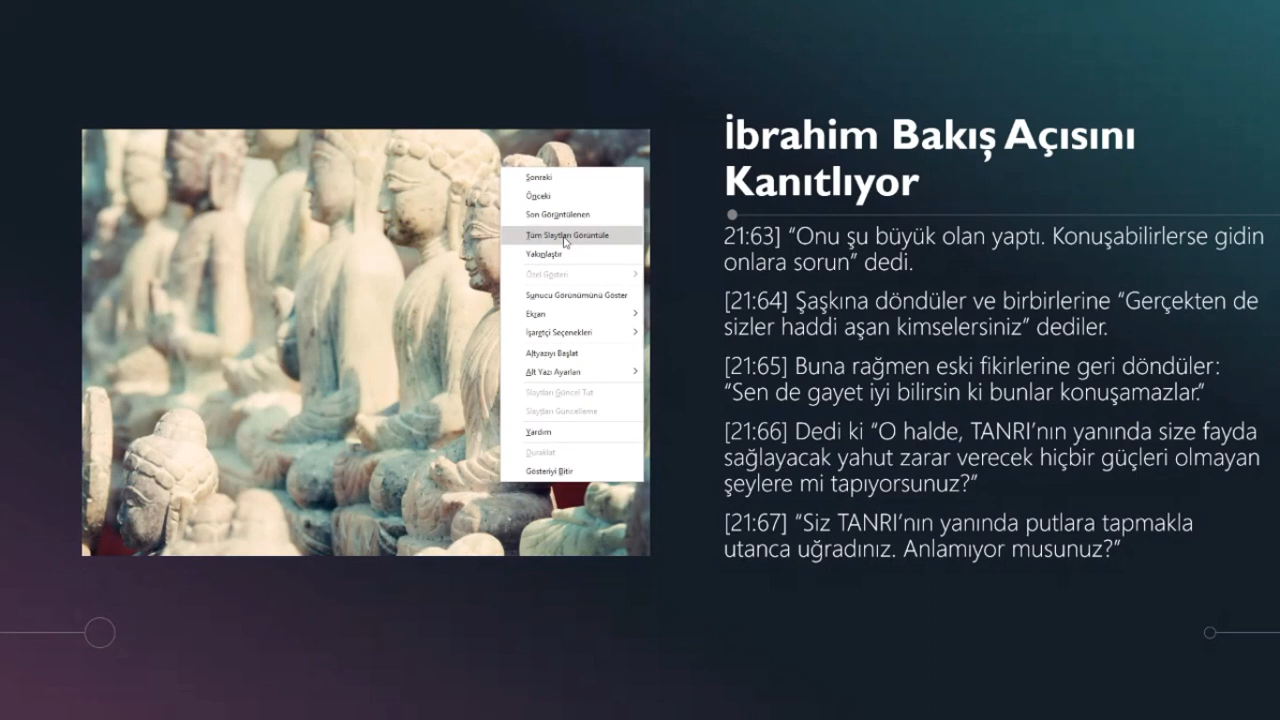 İbrahim Bakış Açısını
Kanıtlıyor
21:63] “Onu şu büyük olan yaptı. Konuşabilirlerse gidin
onlara sorun” dedi.
[21:64] Şaşkına döndüler ve birbirlerine “Gerçekten de
sizler haddi aşan kimselersiniz” dediler.
[21:65] Buna rağmen eski fikirlerine geri döndüler:
“Sen de gayet iyi bilirsin ki bunlar konuşamazlar.”
[21:66] Dedi ki “O halde, TANRI’nın yanında size fayda
sağlayacak yahut zarar verecek hiçbir güçleri olmayan
şeylere mi tapıyorsunuz?”
[21:67] “Siz TANRI’nın yanında putlara tapmakla
utanca uğradınız. Anlamıyor musunuz?”
Sonraki
Önceki
Son Görüntülenen
Tüm Slaytları Görüntüle
Yakınlaştır
Özel Gösteri
Sunucu Görünümünü Göster
Ekran
İşaretçi Seçenekleri
Altyazıyı Başlat
Alt Yazı Ayarları
Slaytları Güncel Tut
Slaytları Güncelleme
Yardım
Duraklat
Gösteriyi Bitir